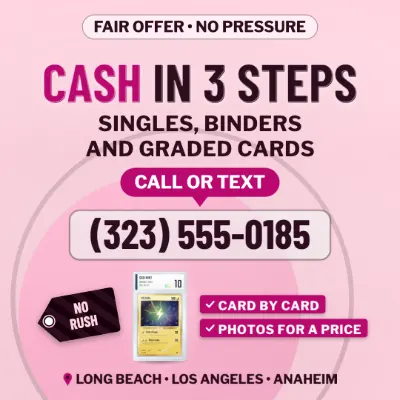 FAIR OFFER • NO PRESSURE
CASH IN 3 STEPS
SINGLES, BINDERS
AND GRADED CARDS
CALL OR TEXT
(323) 555-0185
NO
RUSH
10
CARD BY CARD
PHOTOS FOR A PRICE
LONG BEACH • LOS ANGELES • ANAHEIM